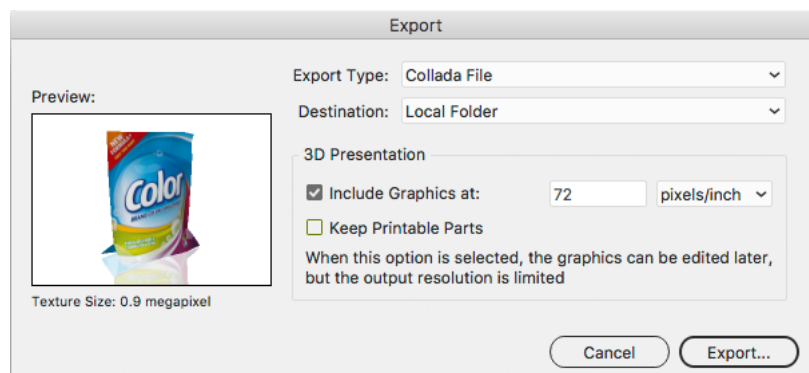 Export
Export Type: Collada File
Preview:
Destination: Local Folder
3D Presentation
Include Graphics at: 72 pixels/inch
Keep Printable Parts
When this option is selected, the graphics can be edited later,
but the output resolution is limited
Color
Texture Size: 0.9 megapixel
Cancel Export...